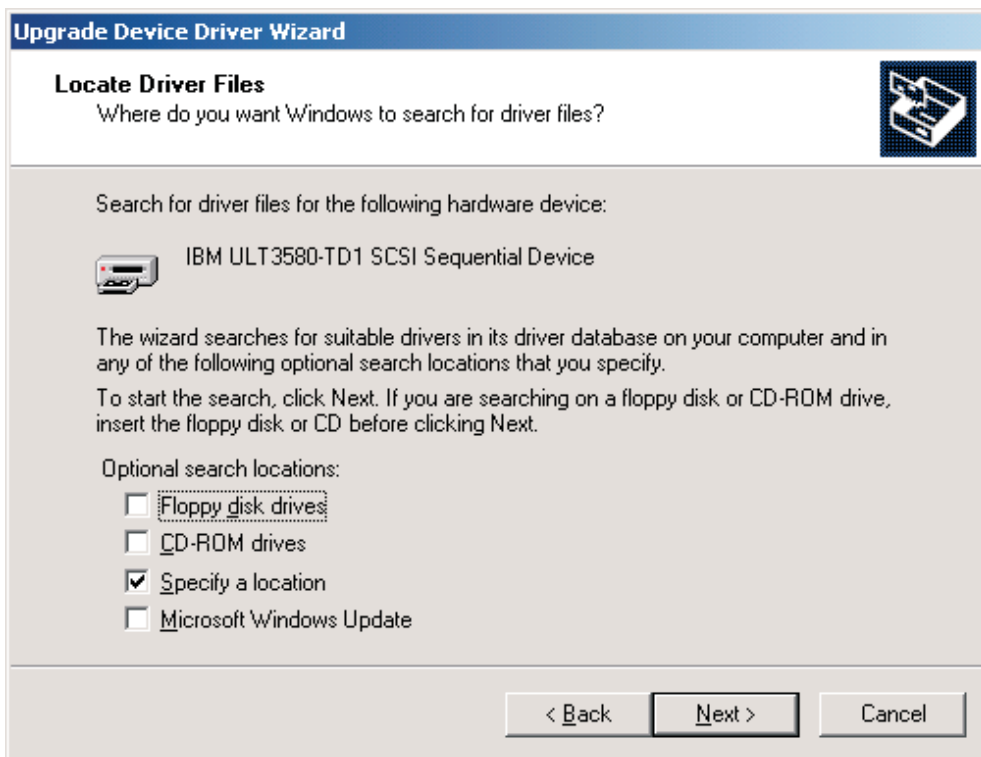 Upgrade Device Driver Wizard
Locate Driver Files
Where do you want Windows to search for driver files?
Search for driver files for the following hardware device:
IBM ULT3580-TD1 SCSI Sequential Device
The wizard searches for suitable drivers in its driver database on your computer and in
any of the following optional search locations that you specify.
To start the search, click Next. If you are searching on a floppy disk or CD-ROM drive,
insert the floppy disk or CD before clicking Next.
Optional search locations:
Floppy disk drives
CD-ROM drives
Specify a location
Microsoft Windows Update
< Back Next > Cancel